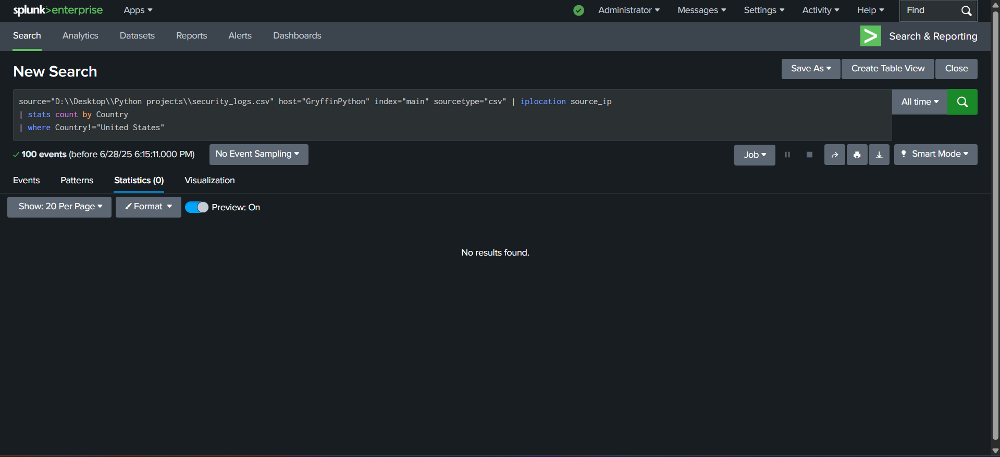 splunk>enterprise Apps Administrator Messages Settings Activity Help Find
Search Analytics Datasets Reports Alerts Dashboards Search & Reporting
New Search Save As Create Table View Close
source="D:\\Desktop\\Python projects\\security_logs.csv" host="GryffinPython" index="main" sourcetype="csv" | iplocation source_ip All time
| stats count by Country
| where Country!="United States"
100 events (before 6/28/25 6:15:11.000 PM) No Event Sampling Job Smart Mode
Events Patterns Statistics (0) Visualization
Show: 20 Per Page Format Preview: On
No results found.